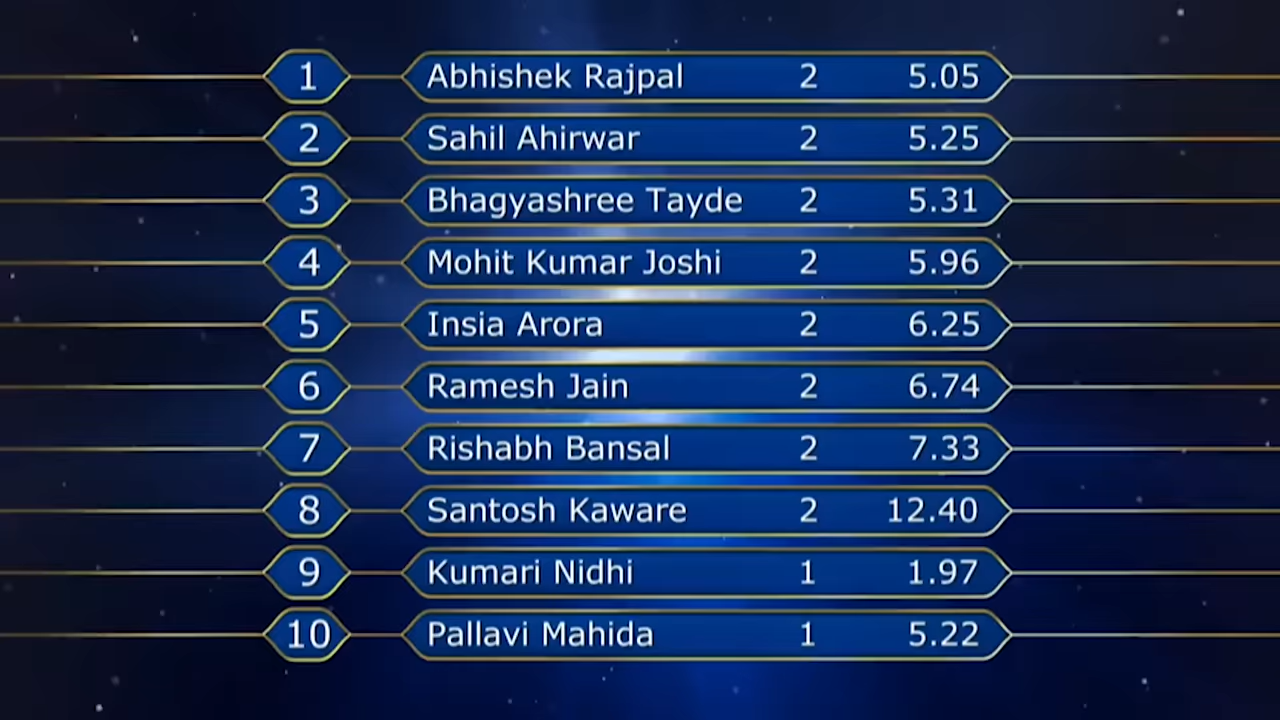 1 Abhishek Rajpal 2 5.05
2 Sahil Ahirwar 2 5.25
3 Bhagyashree Tayde 2 5.31
4 Mohit Kumar Joshi 2 5.96
5 Insia Arora 2 6.25
6 Ramesh Jain 2 6.74
7 Rishabh Bansal 2 7.33
8 Santosh Kaware 2 12.40
9 Kumari Nidhi 1 1.97
10 Pallavi Mahida 1 5.22